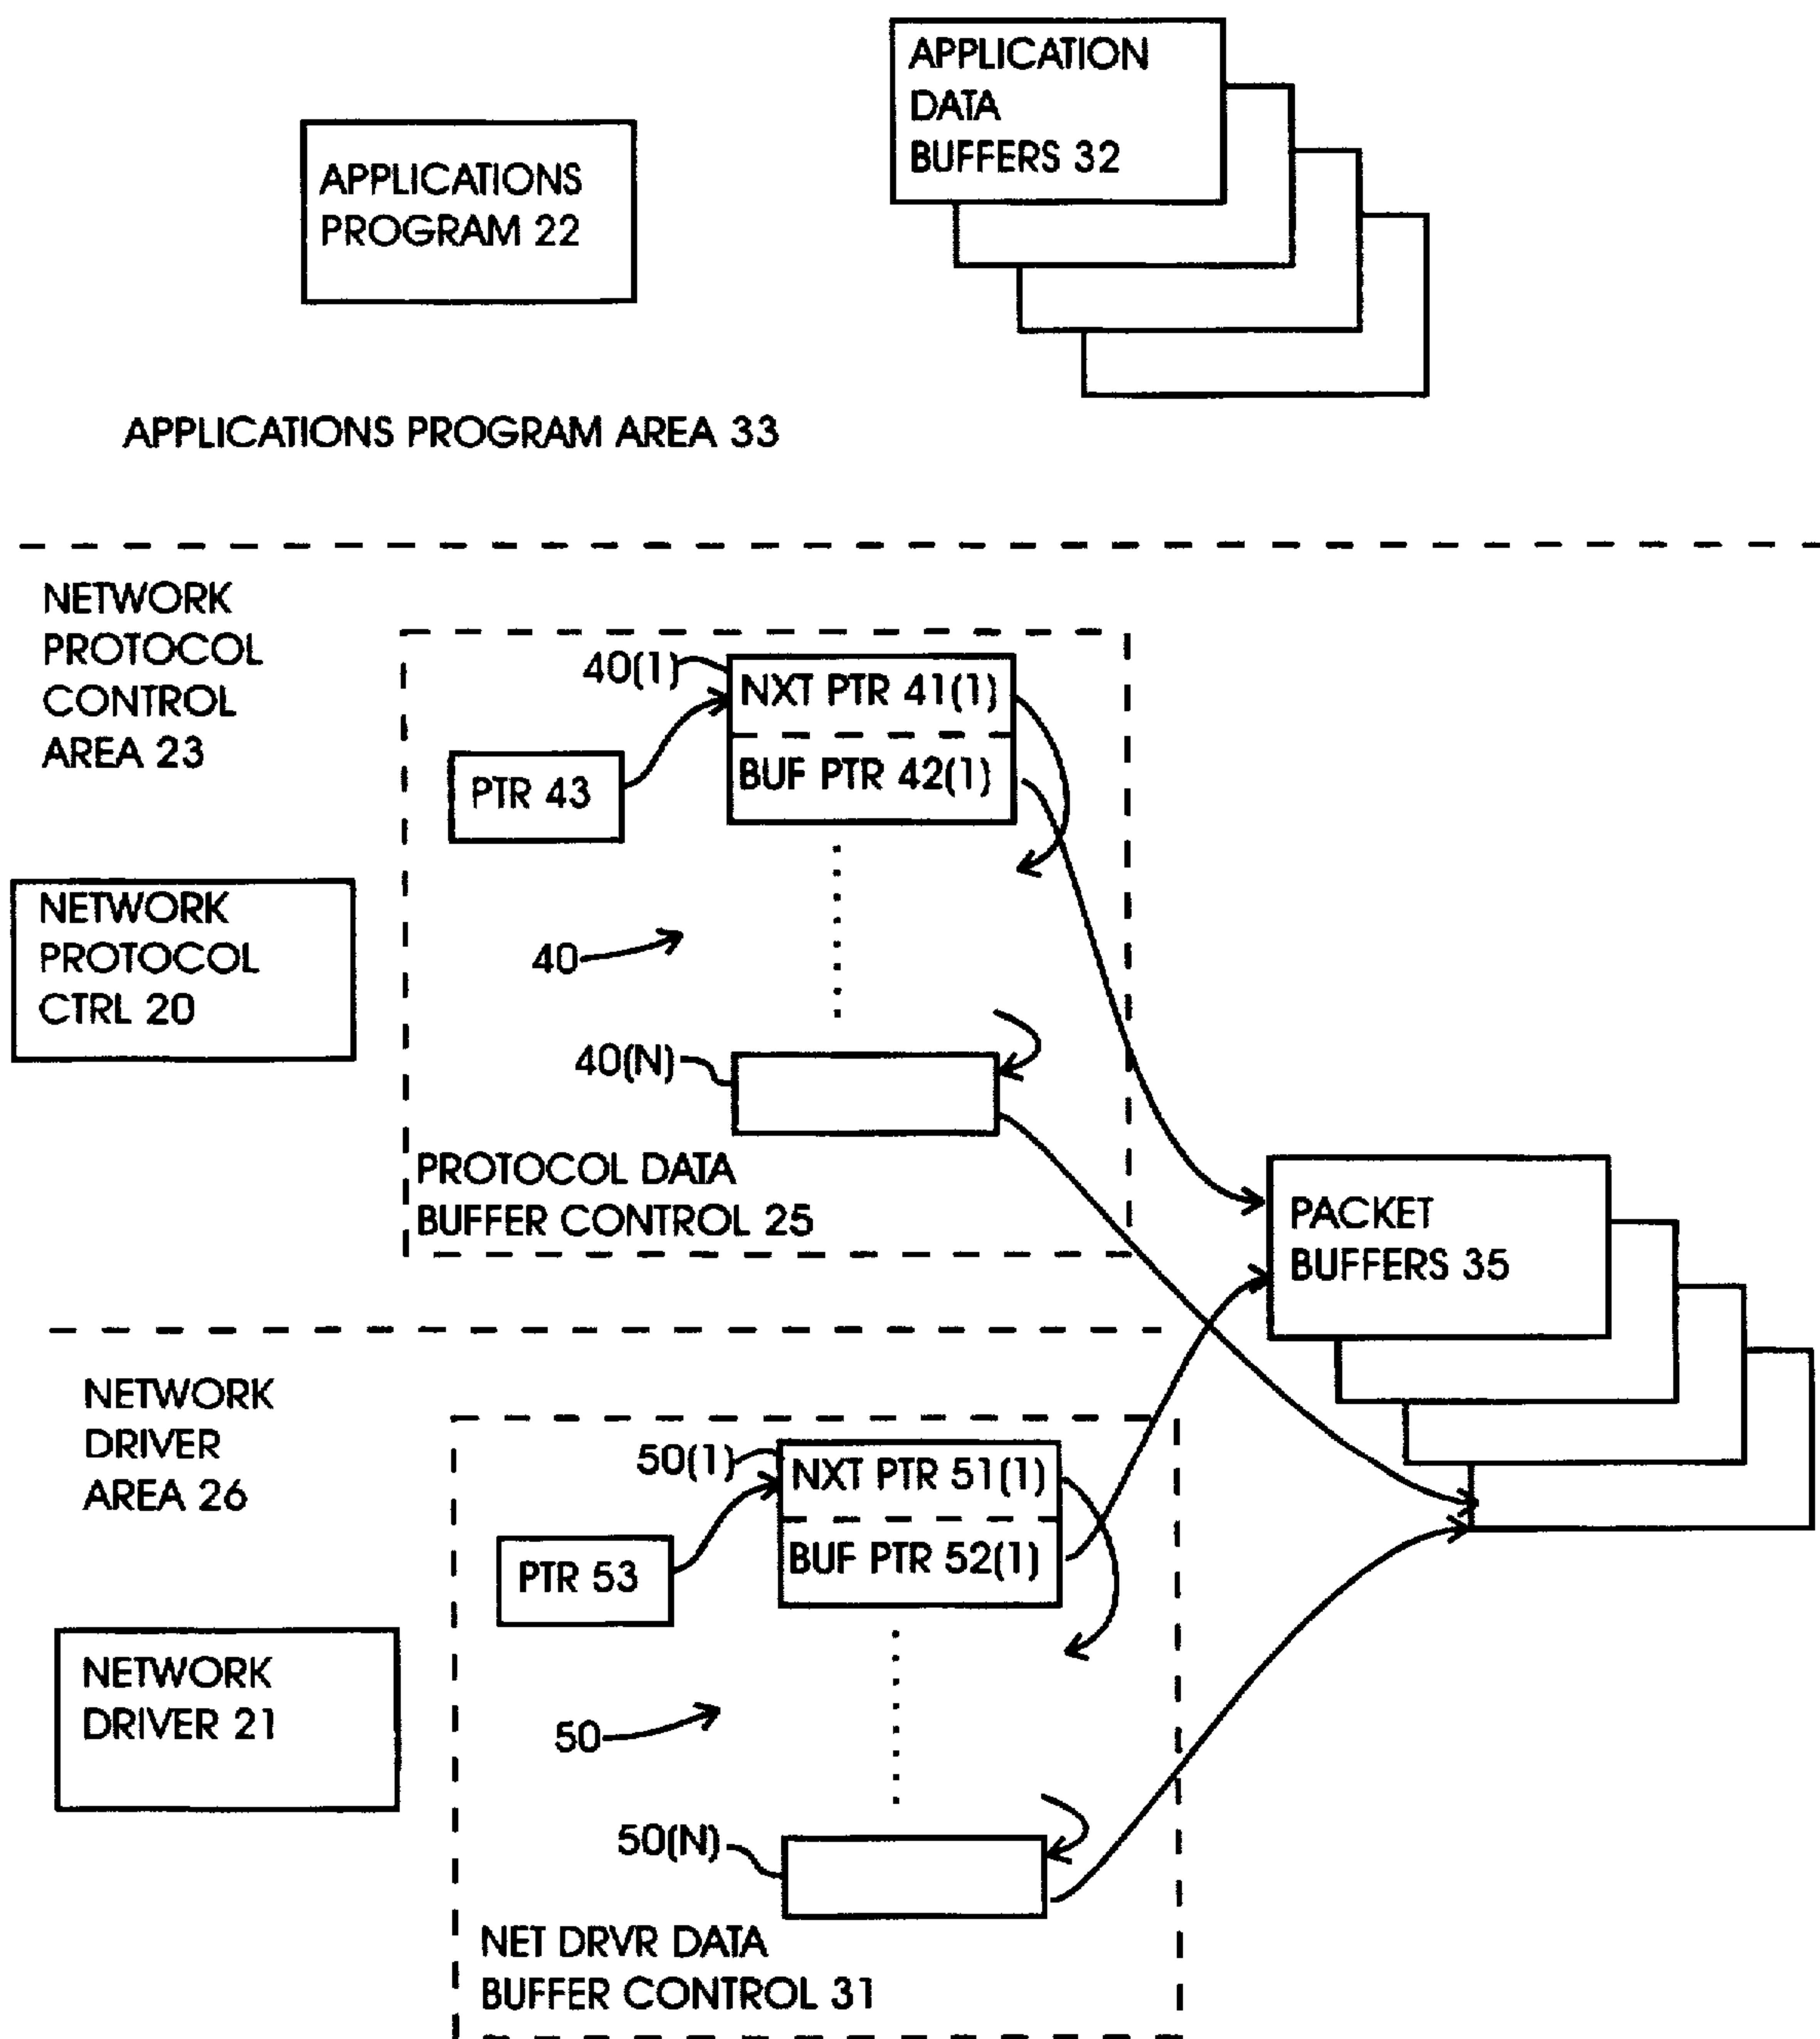 APPLICATION
DATA
BUFFERS 32
APPLICATIONS
PROGRAM 22
APPLICATIONS PROGRAM AREA 33
NETWORK
PROTOCOL
CONTROL
AREA 23
40(1)
NXT PTR 41(1)
BUF PTR 42(1)
PTR 43
NETWORK
PROTOCOL
CTRL 20
40
40(N)
PROTOCOL DATA
BUFFER CONTROL 25
PACKET
BUFFERS 35
NETWORK
DRIVER
AREA 26
50(1)
NXT PTR 51(1)
BUF PTR 52(1)
PTR 53
NETWORK
DRIVER 21
50
50(N)
NET DRVR DATA
BUFFER CONTROL 31